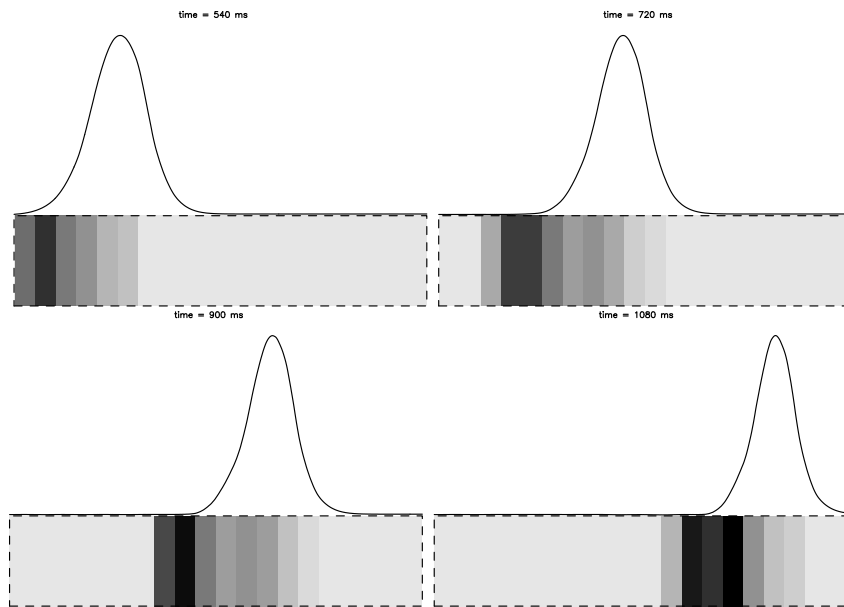 time = 540 ms
time = 720 ms
time = 900 ms
time = 1080 ms